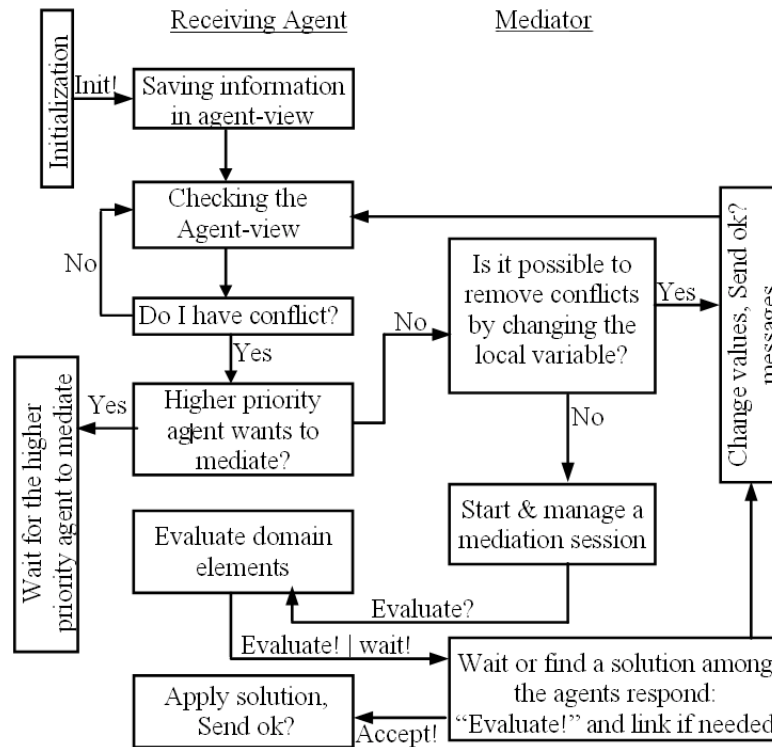 Receiving Agent
Mediator
Initialization
Init!
Saving information
in agent-view
Checking the
Agent-view
No
Do I have conflict?
Yes
Higher priority
agent wants to
mediate?
Yes
Wait for the higher
priority agent to mediate
No
Is it possible to
remove conflicts
by changing the
local variable?
Yes
Change values, Send ok?
messages
No
Start & manage a
mediation session
Evaluate domain
elements
Evaluate?
Evaluate! | wait!
Wait or find a solution among
the agents respond:
“Evaluate!” and link if needed
Accept!
Apply solution,
Send ok?